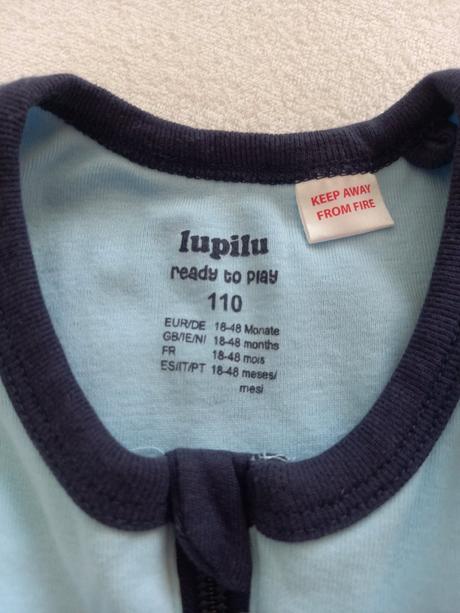 KEEP AWAY
FROM FIRE
lupilu
ready to play
110
EUR/DE 18-48 Monate
GB/IE/NI 18-48 months
FR 18-48 mois
ES/IT/PT 18-48 meses/
mesi